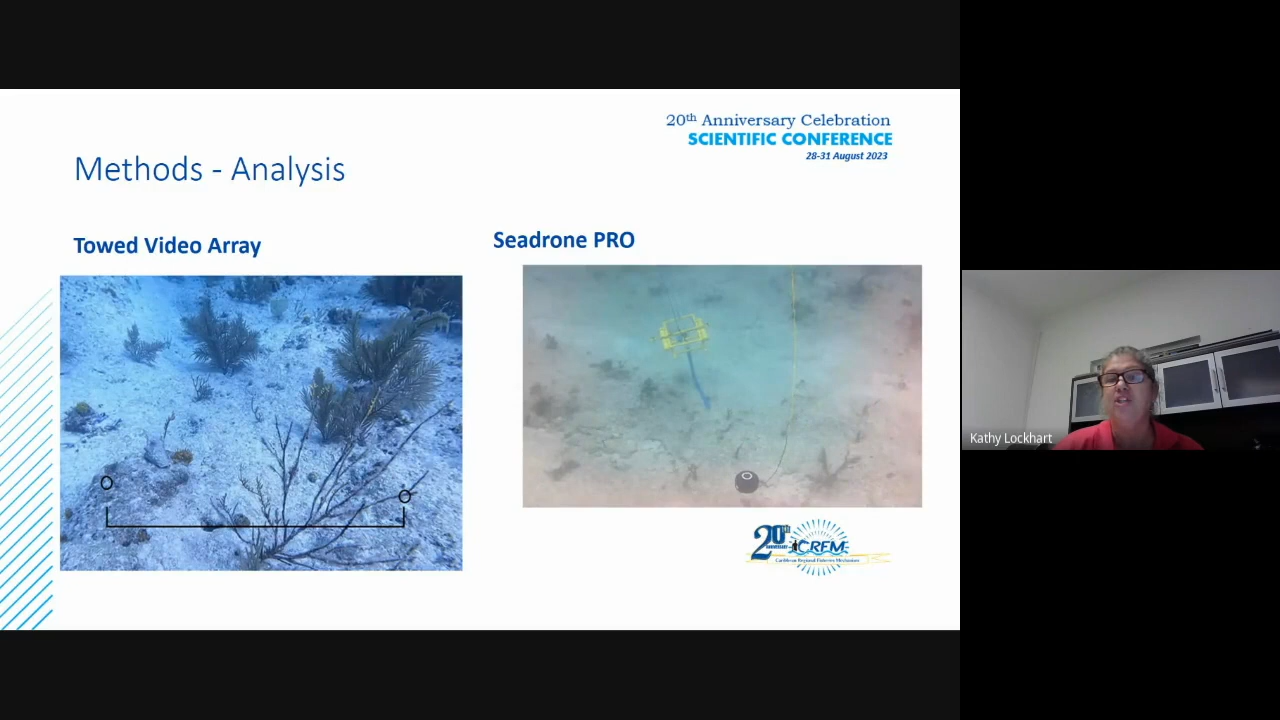 20th Anniversary Celebration
SCIENTIFIC CONFERENCE
28-31 August 2023
Methods - Analysis
Towed Video Array
Seadrone PRO
20th
ANNIVERSARY
CRFM
Caribbean Regional Fisheries Mechanism
Kathy Lockhart